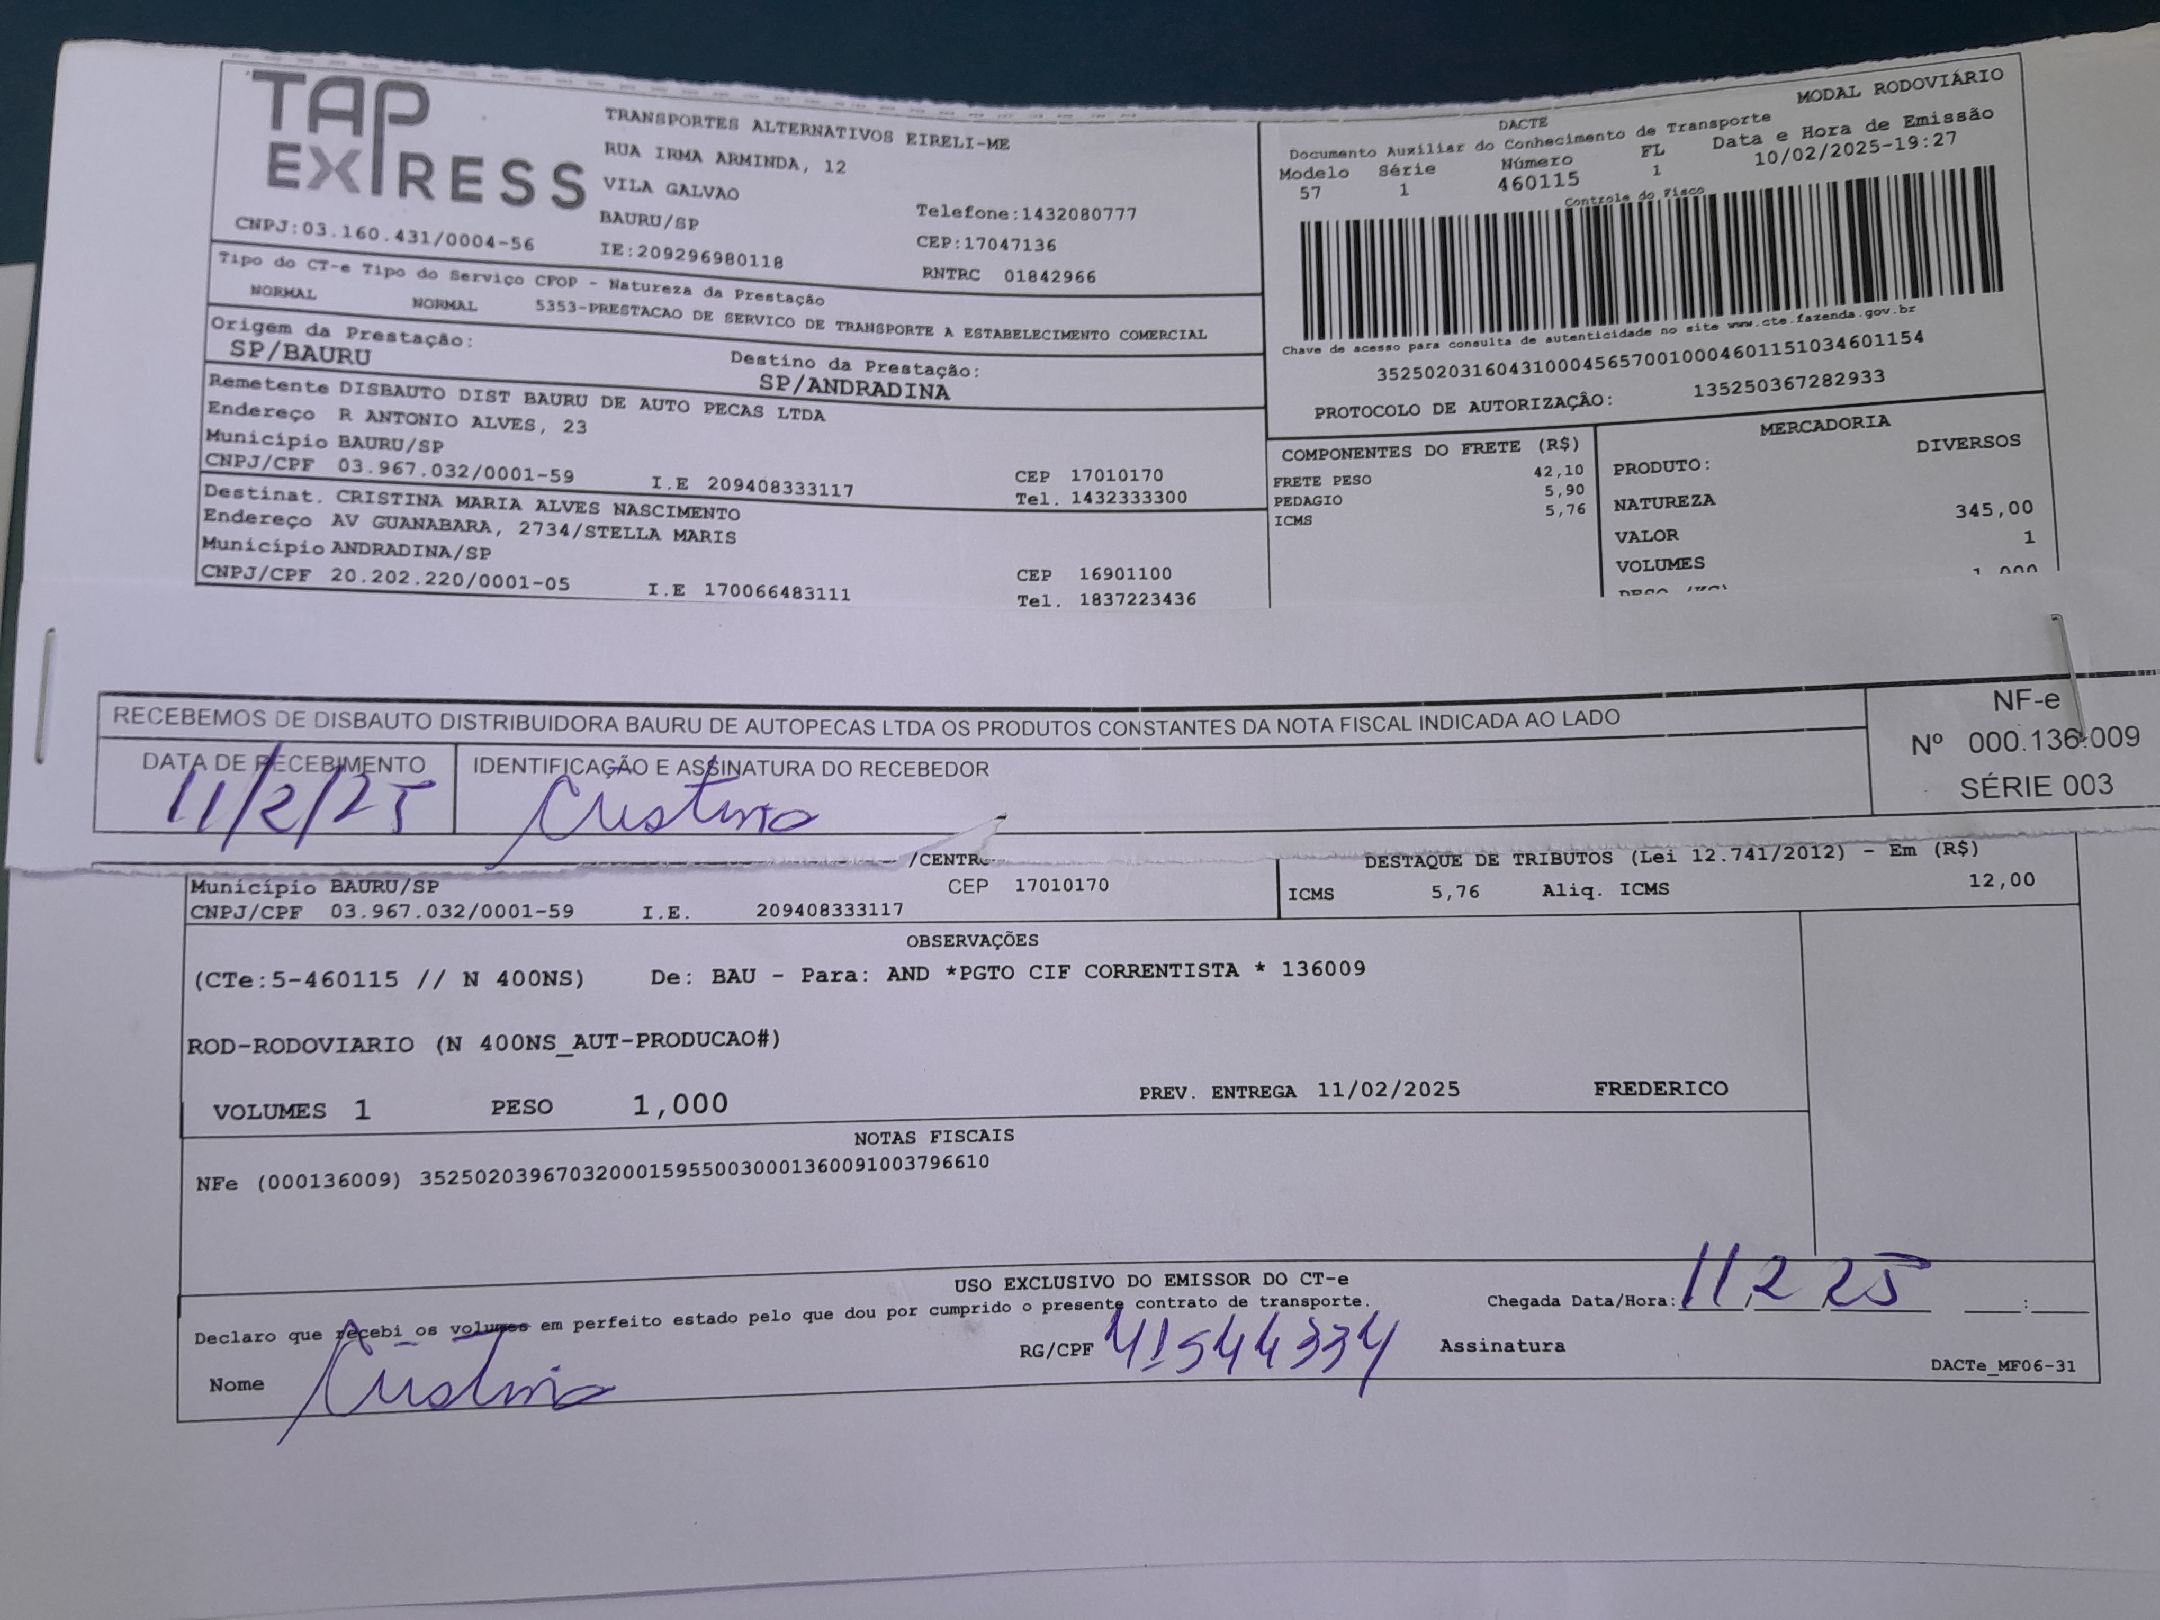 TAP
EXPRESS
TRANSPORTES ALTERNATIVOS EIRELI-ME
RUA IRMA ARMINDA, 12
VILA GALVAO
BAURU/SP Telefone:1432080777
CNPJ:03.160.431/0004-56 IE:209296980118 CEP:17047136
RNTRC 01842966
Tipo do CT-e Tipo do Serviço CFOP - Natureza da Prestação
NORMAL NORMAL 5353-PRESTACAO DE SERVICO DE TRANSPORTE A ESTABELECIMENTO COMERCIAL
Origem da Prestação: Destino da Prestação:
SP/BAURU SP/ANDRADINA
Remetente DISBAUTO DIST BAURU DE AUTO PECAS LTDA
Endereço R ANTONIO ALVES, 23
Município BAURU/SP CEP 17010170
CNPJ/CPF 03.967.032/0001-59 I.E 209408333117 Tel. 1432333300
Destinat. CRISTINA MARIA ALVES NASCIMENTO
Endereço AV GUANABARA, 2734/STELLA MARIS
Município ANDRADINA/SP CEP 16901100
CNPJ/CPF 20.202.220/0001-05 I.E 170066483111 Tel. 1837223436
DACTE MODAL RODOVIÁRIO
Documento Auxiliar do Conhecimento de Transporte
Modelo Série Número FL Data e Hora de Emissão
57 1 460115 1 10/02/2025-19:27
Controle do Fisco
Chave de acesso para consulta de autenticidade no site www.cte.fazenda.gov.br
35250203160431000456570010004601151034601154
PROTOCOLO DE AUTORIZAÇÃO: 135250367282933
COMPONENTES DO FRETE (R$)
FRETE PESO 42,10
PEDAGIO 5,90
ICMS 5,76
MERCADORIA
PRODUTO: DIVERSOS
NATUREZA
VALOR 345,00
VOLUMES 1
PESO (KG) 1,000
RECEBEMOS DE DISBAUTO DISTRIBUIDORA BAURU DE AUTOPECAS LTDA OS PRODUTOS CONSTANTES DA NOTA FISCAL INDICADA AO LADO
NF-e
Nº 000.136.009
SÉRIE 003
DATA DE RECEBIMENTO IDENTIFICAÇÃO E ASSINATURA DO RECEBEDOR
11/2/25 Cristina
/CENTR
Município BAURU/SP CEP 17010170
CNPJ/CPF 03.967.032/0001-59 I.E. 209408333117
DESTAQUE DE TRIBUTOS (Lei 12.741/2012) - Em (R$)
ICMS 5,76 Aliq. ICMS 12,00
OBSERVAÇÕES
(CTe:5-460115 // N 400NS) De: BAU - Para: AND *PGTO CIF CORRENTISTA * 136009
ROD-RODOVIARIO (N 400NS_AUT-PRODUCAO#)
VOLUMES 1 PESO 1,000 PREV. ENTREGA 11/02/2025 FREDERICO
NOTAS FISCAIS
NFe (000136009) 35250203967032000159550030001360091003796610
USO EXCLUSIVO DO EMISSOR DO CT-e
Declaro que recebi os volumes em perfeito estado pelo que dou por cumprido o presente contrato de transporte. Chegada Data/Hora: 11 2 25 :
Nome Cristina RG/CPF 41544334 Assinatura
DACTe_MF06-31